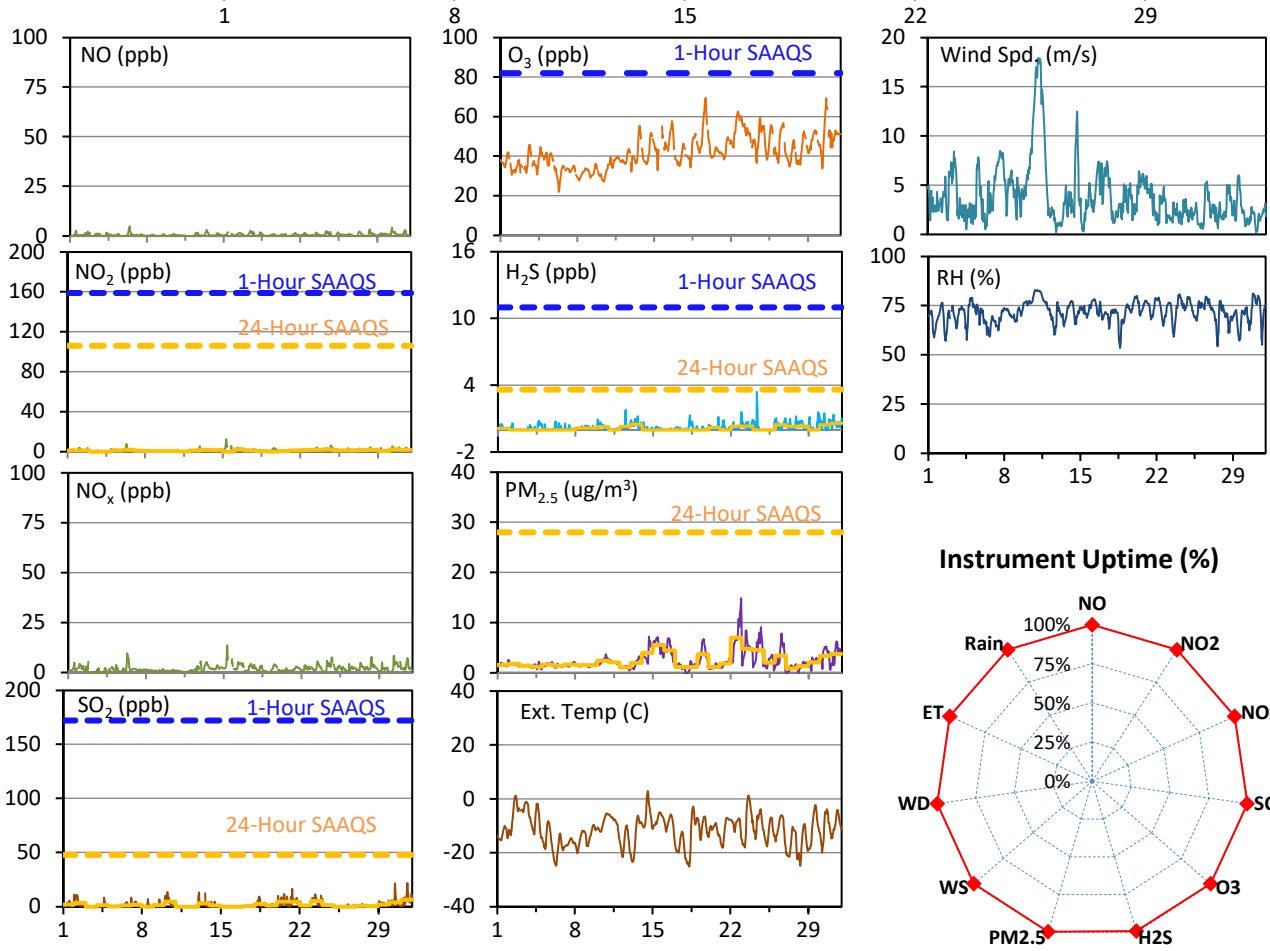 1 8 15 22 29
NO (ppb)
100
75
50
25
0
1 8 15 22 29
NO2 (ppb)
1-Hour SAAQS
24-Hour SAAQS
200
160
120
80
40
0
NOx (ppb)
100
75
50
25
0
SO2 (ppb)
1-Hour SAAQS
24-Hour SAAQS
200
150
100
50
0
1 8 15 22 29
O3 (ppb)
1-Hour SAAQS
100
80
60
40
20
0
H2S (ppb)
1-Hour SAAQS
24-Hour SAAQS
16
10
4
-2
PM2.5 (ug/m³)
24-Hour SAAQS
40
30
20
10
0
Ext. Temp (C)
40
20
0
-20
-40
1 8 15 22 29
Wind Spd. (m/s)
20
15
10
5
0
RH (%)
100
75
50
25
0
1 8 15 22 29
Instrument Uptime (%)
NO
NO2
NO
SO
O3
H2S
PM2.5
WS
WD
ET
Rain
100%
75%
50%
25%
0%